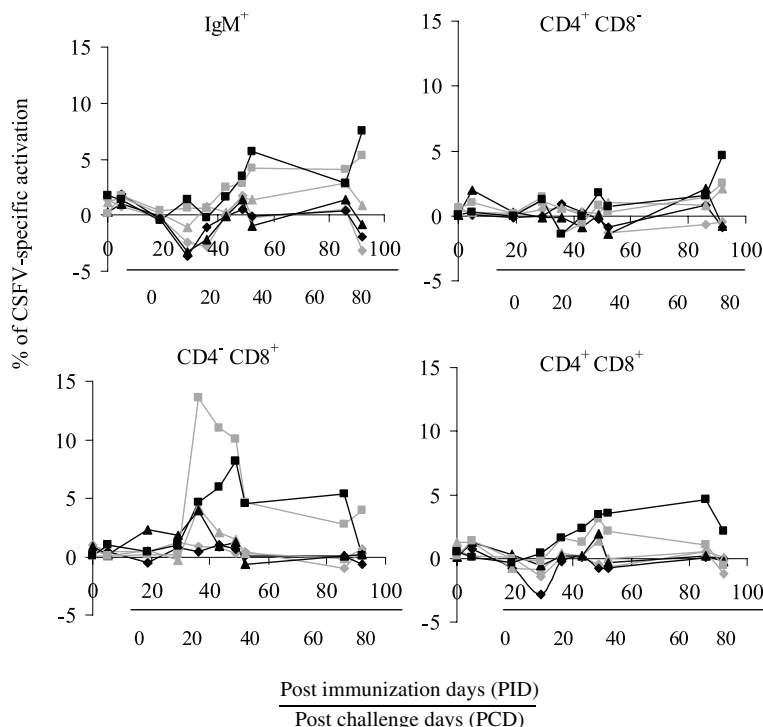 IgM+
CD4+ CD8-
% of CSFV-specific activation
15
10
5
0
-5
0 20 40 60 80 100
0 20 40 60 80
15
10
5
0
-5
0 20 40 60 80 100
0 20 40 60 80
CD4- CD8+
CD4+ CD8+
15
10
5
0
-5
0 20 40 60 80 100
0 20 40 60 80
15
10
5
0
-5
0 20 40 60 80 100
0 20 40 60 80
Post immunization days (PID)
Post challenge days (PCD)